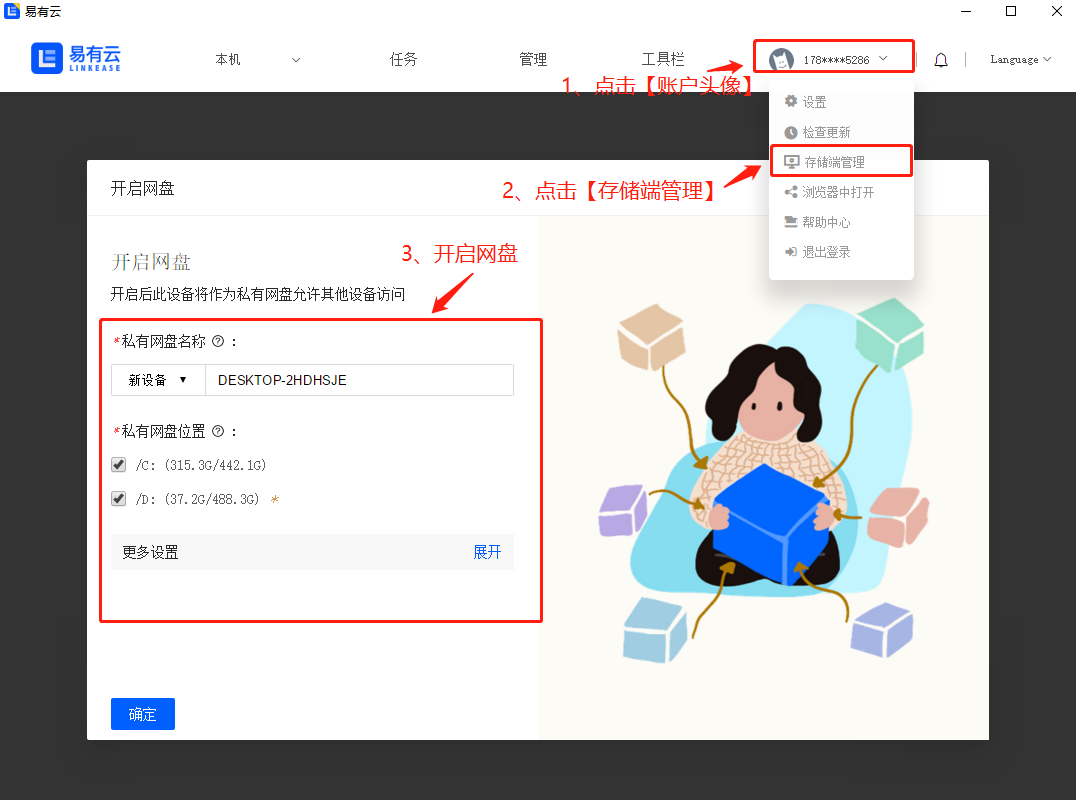 易有云
易有云
LINKEASE
本机
任务
管理
工具栏
178****5286
Language
1、点击【账户头像】
设置
检查更新
存储端管理
浏览器中打开
帮助中心
退出登录
2、点击【存储端管理】
开启网盘
开启网盘
3、开启网盘
开启后此设备将作为私有网盘允许其他设备访问
*私有网盘名称 ? ：
新设备 ▼ DESKTOP-2HDHSJE
*私有网盘位置 ? ：
/C: (315.3G/442.1G)
/D: (37.2G/488.3G) *
更多设置 展开
确定